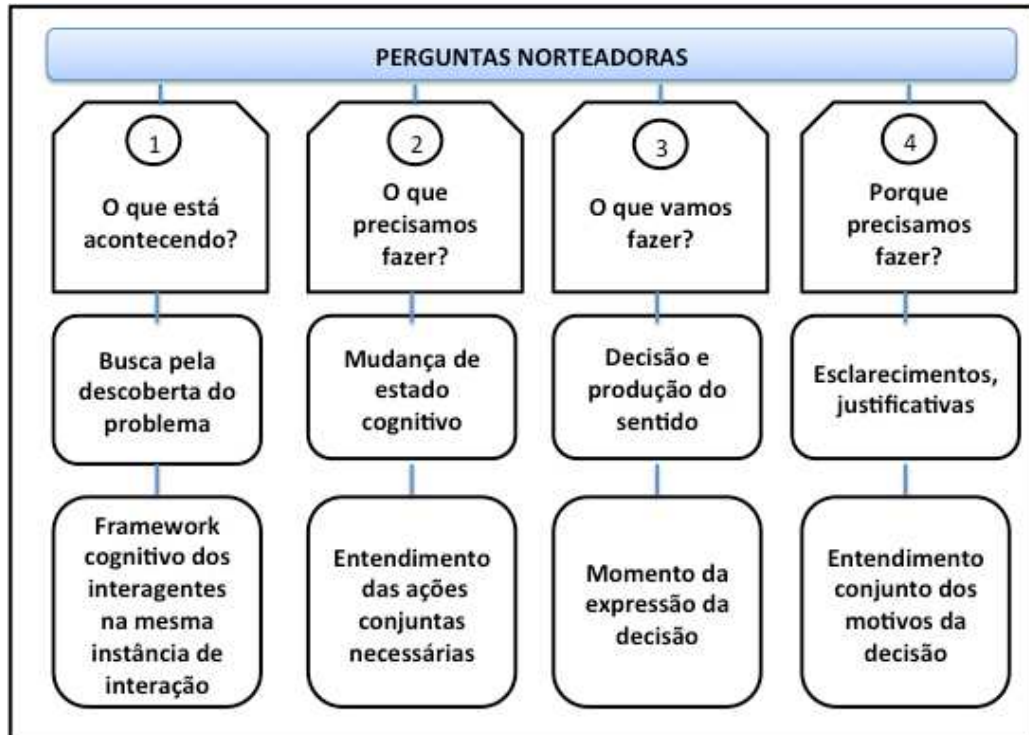 PERGUNTAS NORTEADORAS
1
O que está
acontecendo?
Busca pela
descoberta do
problema
Framework
cognitivo dos
interagentes
na mesma
instância de
interação
2
O que
precisamos
fazer?
Mudança de
estado
cognitivo
Entendimento
das ações
conjuntas
necessárias
3
O que vamos
fazer?
Decisão e
produção do
sentido
Momento da
expressão da
decisão
4
Porque
precisamos
fazer?
Esclarecimentos,
justificativas
Entendimento
conjunto dos
motivos da
decisão